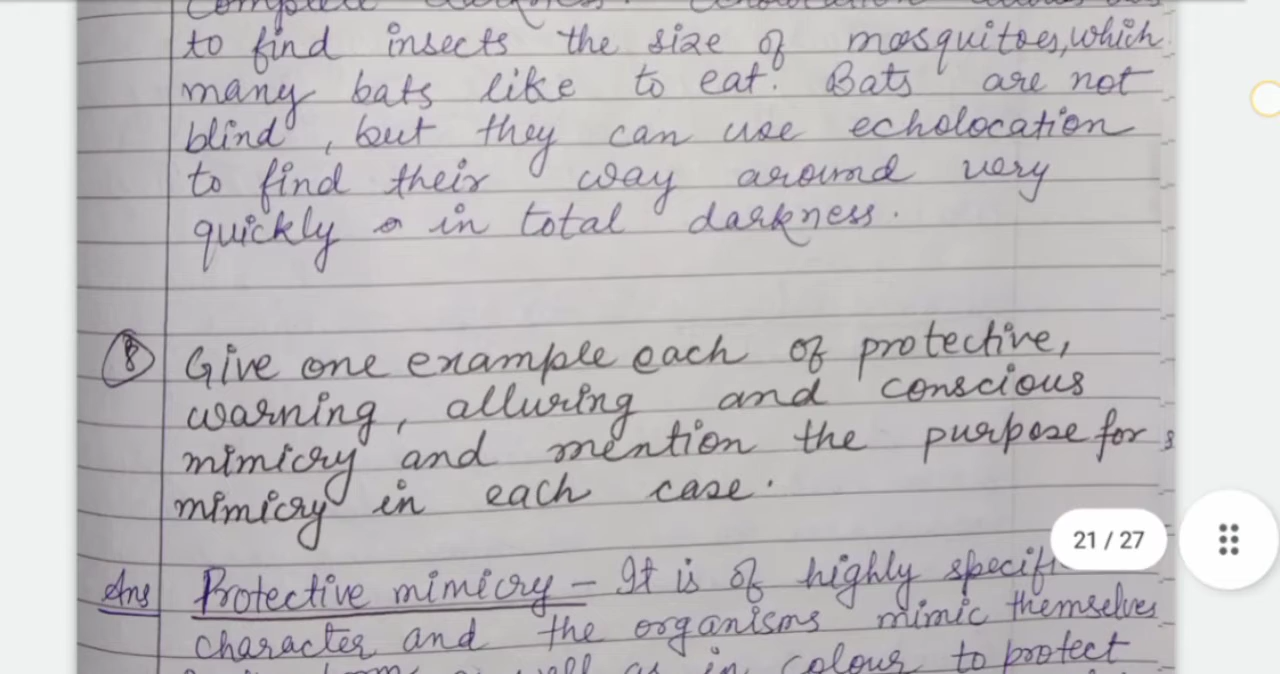 to find insects the size of mosquitoes, which
many bats like to eat. Bats are not
blind, but they can use echolocation
to find their way around very
quickly in total darkness.
8 Give one example each of protective,
warning, alluring and conscious
mimicry and mention the purpose for
mimicry in each case.
21 / 27
Ans Protective mimicry - It is of highly
character and the organisms mimic themselves
as in colour to protect